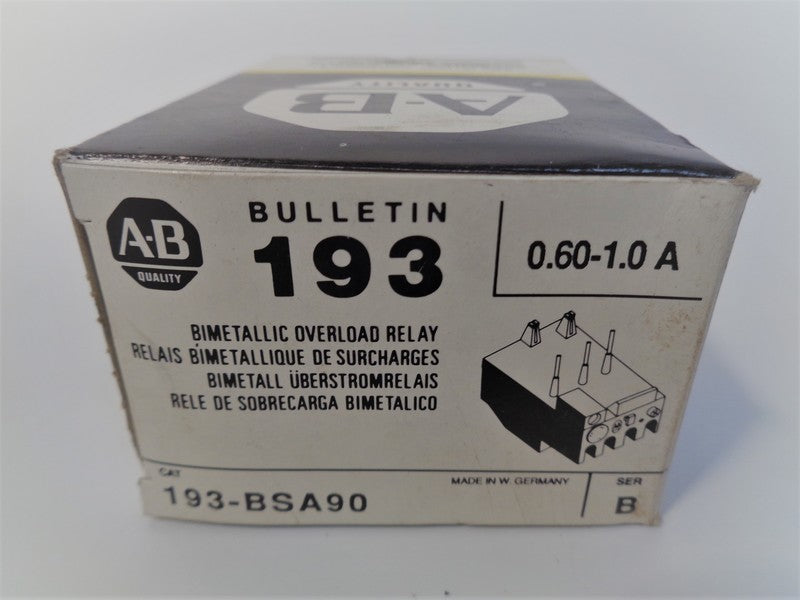 A-B
QUALITY
A-B
QUALITY
BULLETIN
193
0.60-1.0 A
BIMETALLIC OVERLOAD RELAY
RELAIS BIMETALLIQUE DE SURCHARGES
BIMETALL ÜBERSTROMRELAIS
RELE DE SOBRECARGA BIMETALICO
CAT
193-BSA90
MADE IN W. GERMANY
SER
B